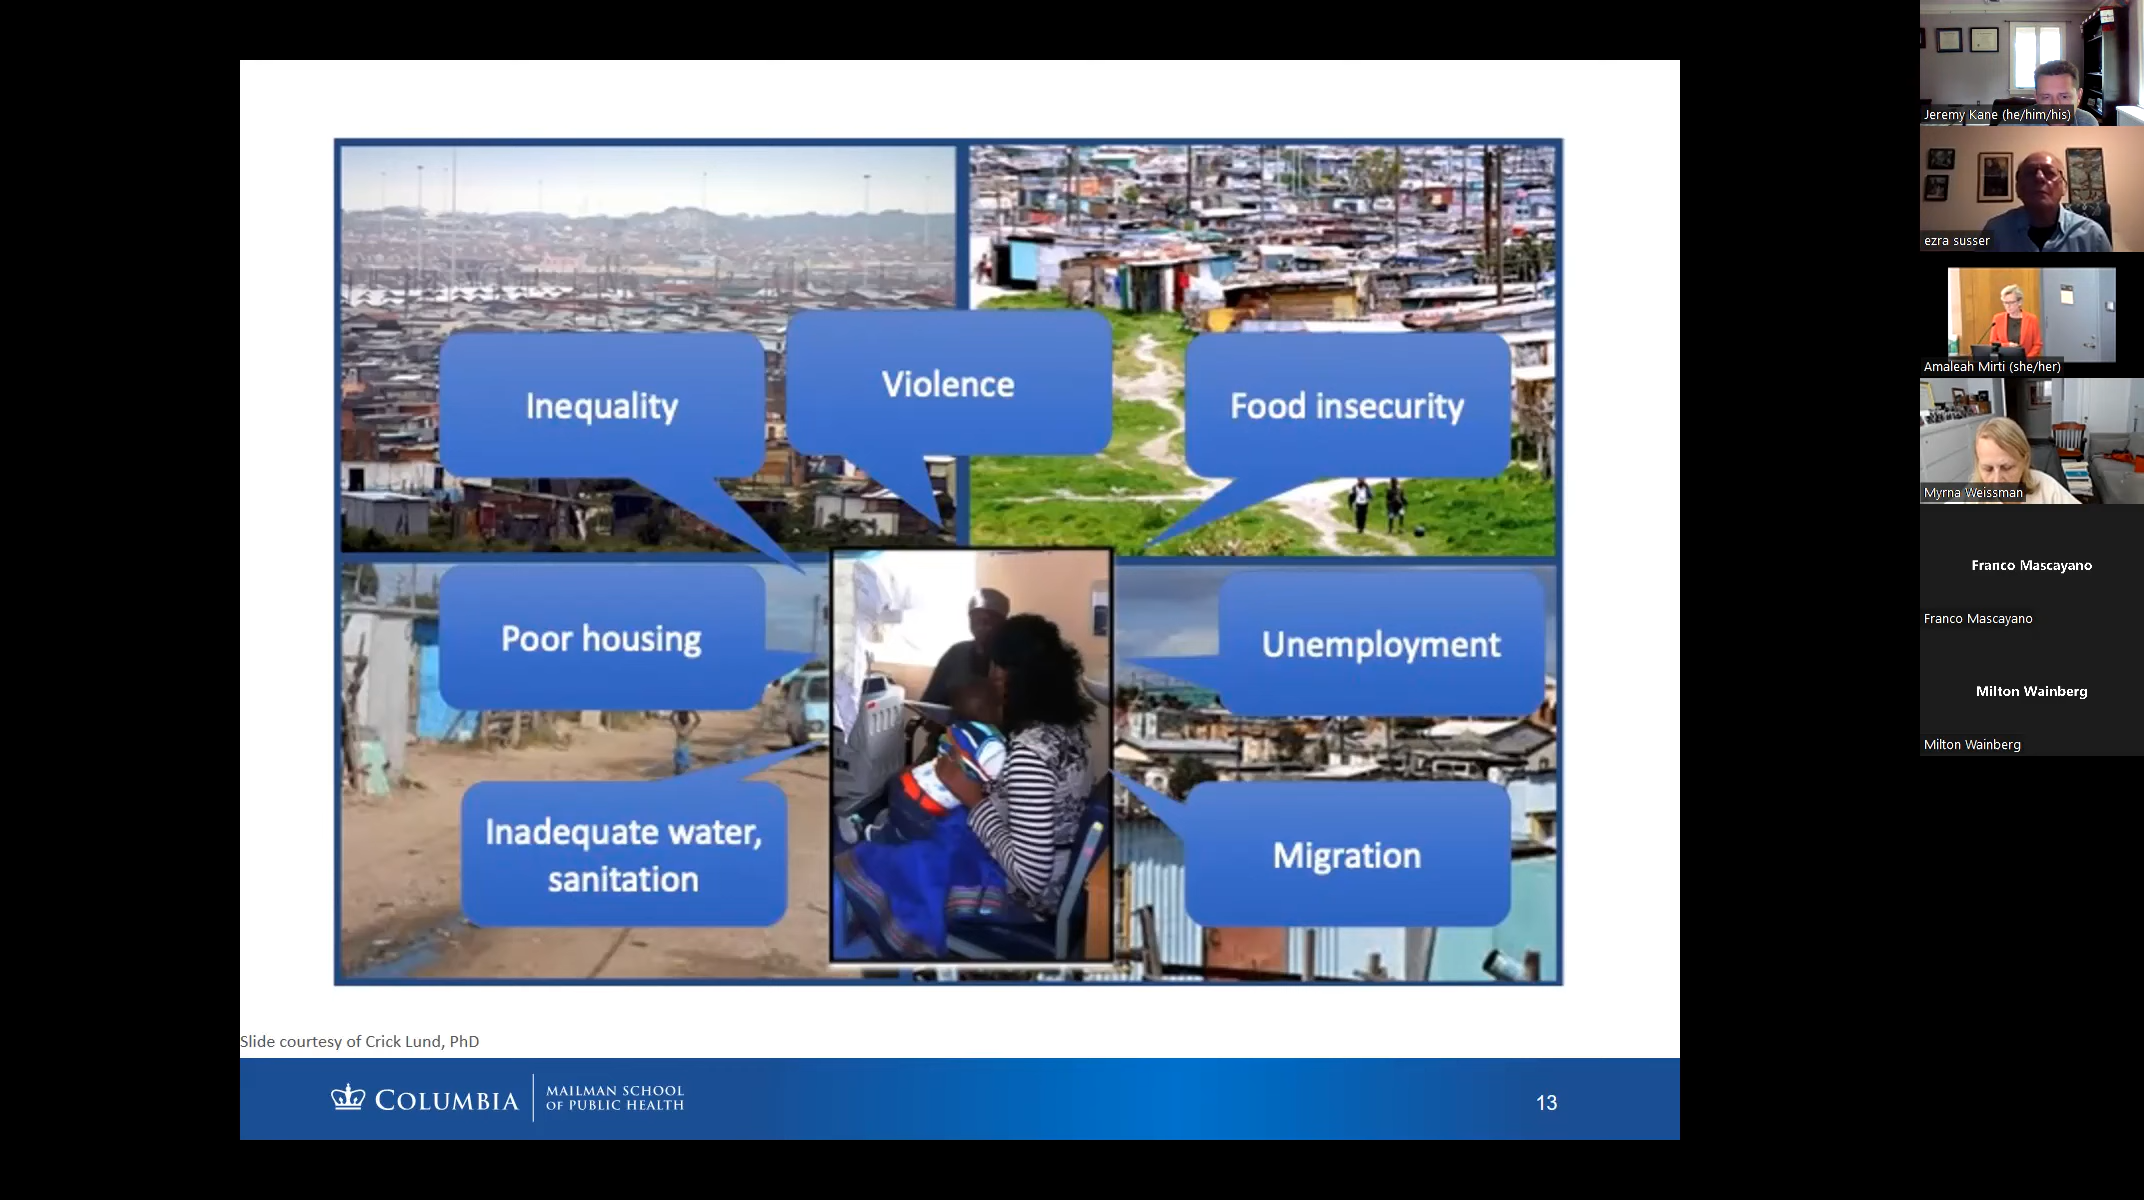 Inequality
Violence
Food insecurity
Poor housing
Unemployment
Inadequate water,
sanitation
Migration
Slide courtesy of Crick Lund, PhD
COLUMBIA
MAILMAN SCHOOL
OF PUBLIC HEALTH
13
Jeremy Kane (he/him/his)
ezra susser
Amaleah Mirti (she/her)
Myrna Weissman
Franco Mascayano
Franco Mascayano
Milton Wainberg
Milton Wainberg